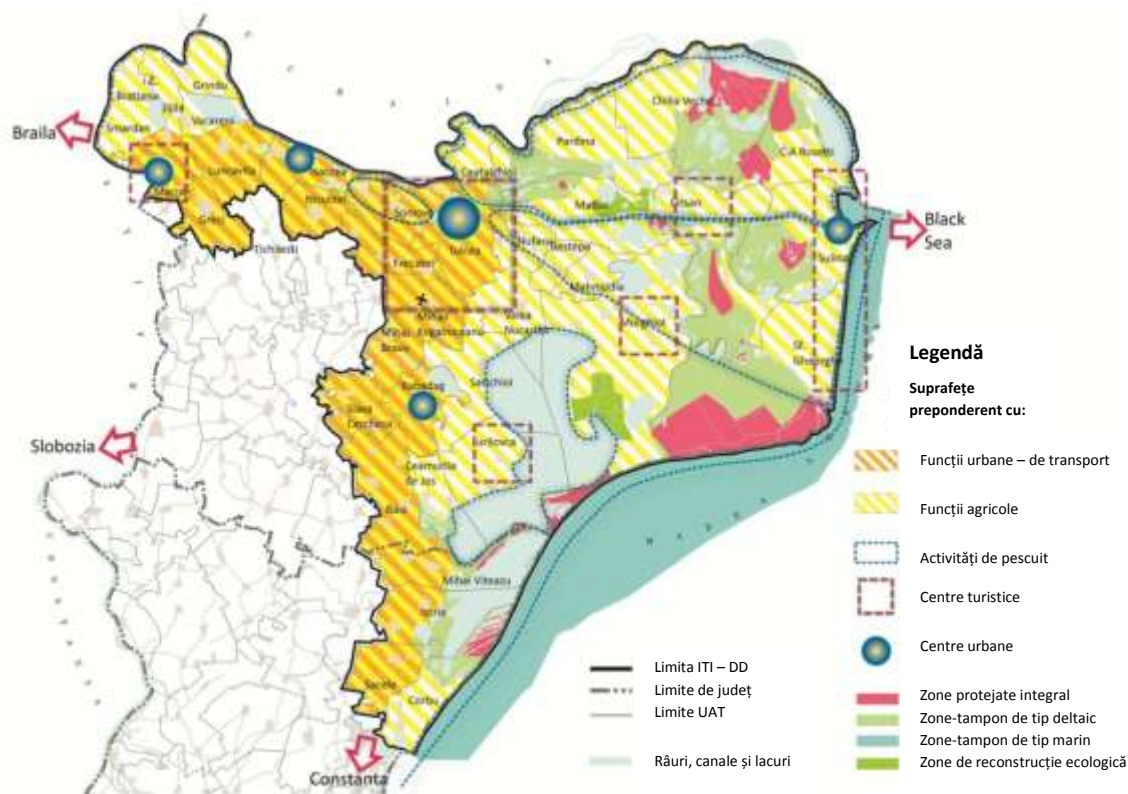 Grindu
I.C.
Brătianu
Jijila
Smardan
Vacareni
Braila
Luncavita
Isaccea
Niculitel
Greci
Tichilesti
Somova
Tulcea
Frecatei
Ceatalchioi
Pardina
Chilia Veche
C.A Rosetti
Maliuc
Crisan
Nufaru
Bestepe
Mahmudia
Murighiol
Sulina
Sf.
Gheorghe
Black
Sea
Mihail
Kogalniceanu
Valea
Nucarilor
Babadag
Sarichioi
Slava
Cercheza
Jurilovca
Ceamurlia
de Jos
Baia
Mihai Viteazu
Istria
Sacele
Corbu
Slobozia
Constanta
Legendă
Suprafețe
preponderent cu:
Funcții urbane – de transport
Funcții agricole
Activități de pescuit
Centre turistice
Centre urbane
Zone protejate integral
Zone-tampon de tip deltaic
Zone-tampon de tip marin
Zone de reconstrucție ecologică
Limita ITI – DD
Limite de județ
Limite UAT
Râuri, canale și lacuri